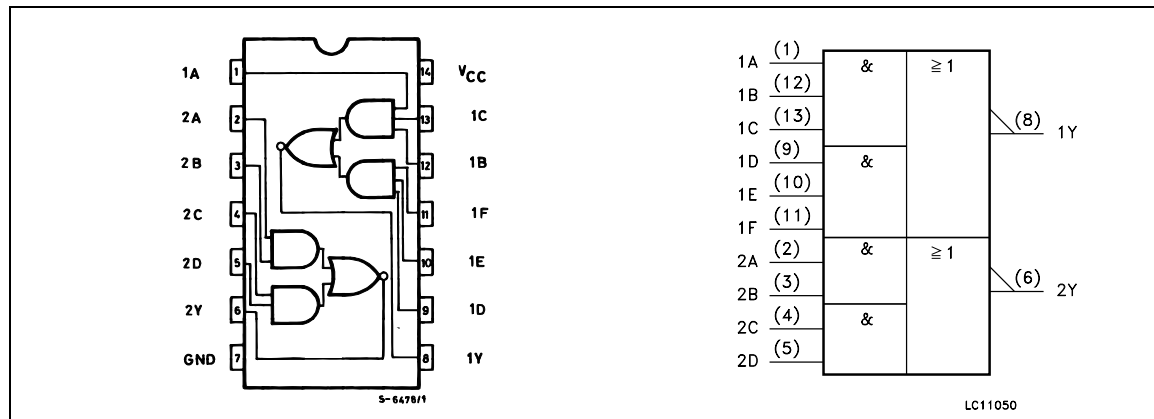 1A 1 14 VCC
2A 2 13 1C
2B 3 12 1B
2C 4 11 1F
2D 5 10 1E
2Y 6 9 1D
GND 7 8 1Y
S-6478/1
1A (1) & ≧1
1B (12)
1C (13) (8) 1Y
1D (9) &
1E (10)
1F (11)
2A (2) & ≧1
2B (3) (6) 2Y
2C (4) &
2D (5)
LC11050